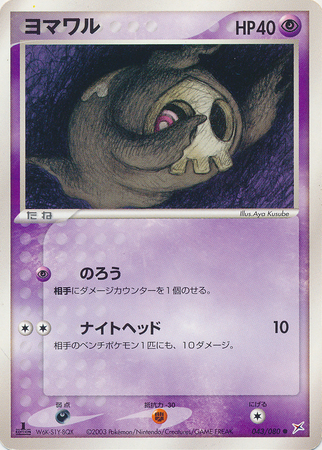 ヨマワル HP40
Illus.Aya Kusube
たね
のろう
相手にダメージカウンターを1個のせる。
ナイトヘッド 10
相手のベンチポケモン1匹にも、10ダメージ。
弱点 抵抗力 -30 にげる
1
©2003 Pokémon/Nintendo/Creatures/GAME FREAK. 043/080 ●